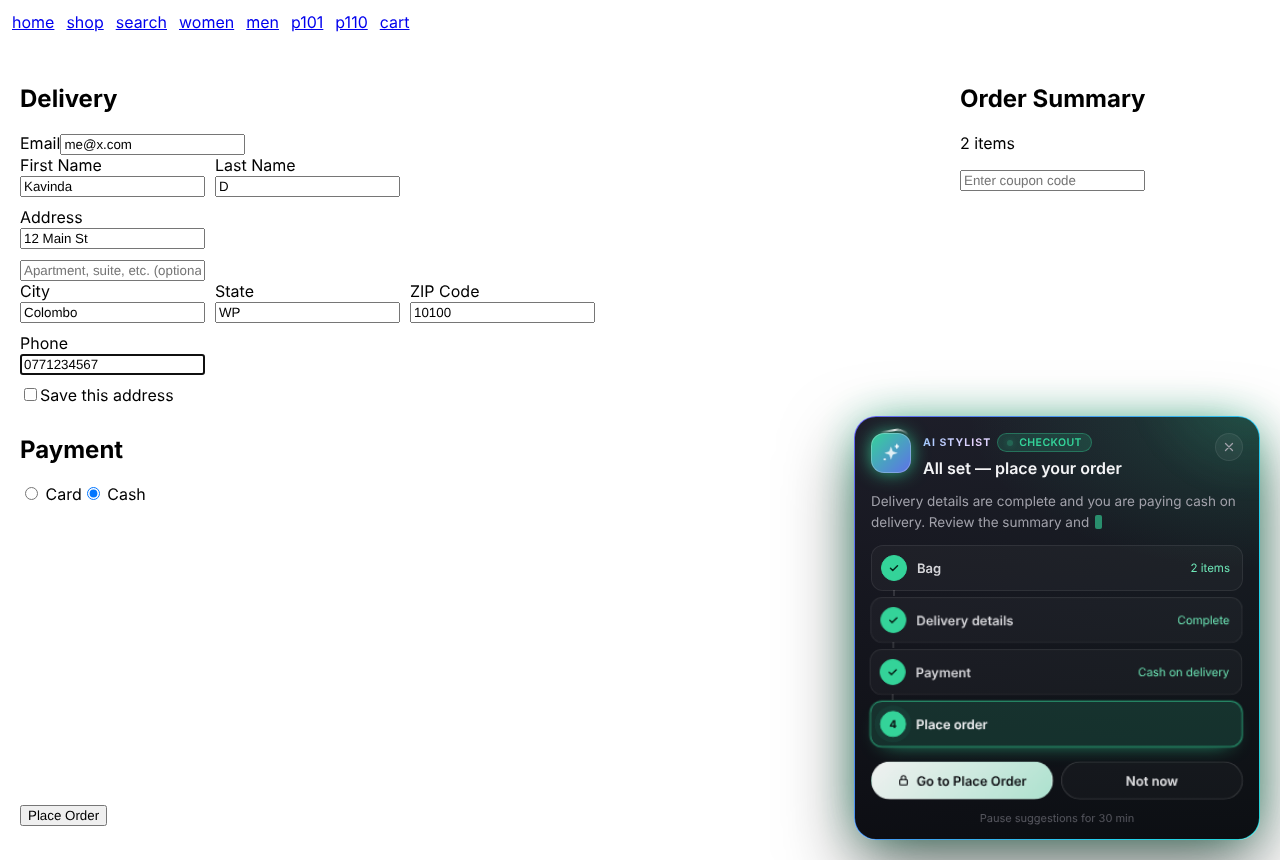 home shop search women men p101 p110 cart
Delivery
Email me@x.com
First Name Last Name
Kavinda D
Address
12 Main St
Apartment, suite, etc. (optiona
City State ZIP Code
Colombo WP 10100
Phone
0771234567
Save this address
Payment
Card Cash
Place Order
Order Summary
2 items
Enter coupon code
AI STYLIST CHECKOUT
All set — place your order
Delivery details are complete and you are paying cash on
delivery. Review the summary and
Bag 2 items
Delivery details Complete
Payment Cash on delivery
4 Place order
Go to Place Order Not now
Pause suggestions for 30 min